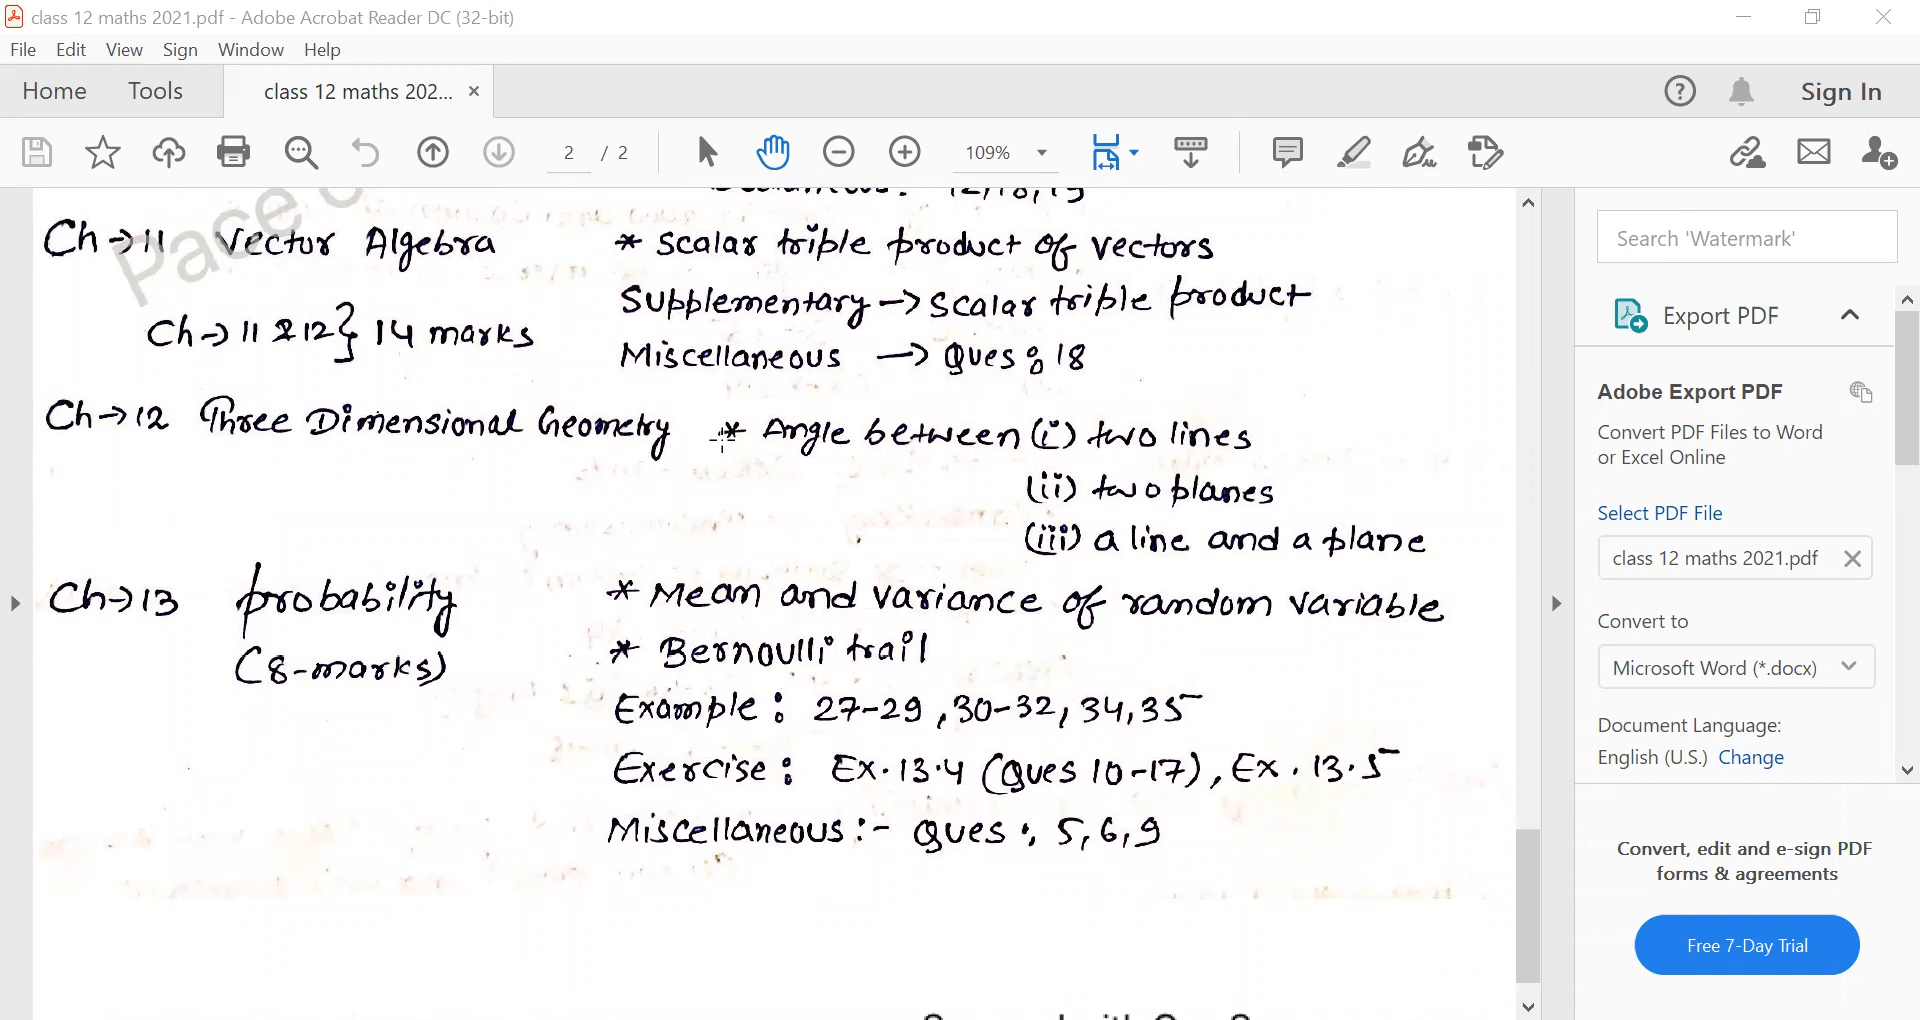 class 12 maths 2021.pdf - Adobe Acrobat Reader DC (32-bit)
File Edit View Sign Window Help
Home Tools class 12 maths 202... × Sign In
2 / 2 109%
12,18,19
Ch→11 Vector Algebra * Scalar triple product of vectors
Supplementary → Scalar triple product
Ch→11 & 12} 14 marks
Miscellaneous → Ques: 18
Ch→12 Three Dimensional Geometry * Angle between (i) two lines
(ii) two planes
(iii) a line and a plane
Ch→13 probability * Mean and variance of random variable
(8-marks) * Bernoulli trail
Example: 27-29, 30-32, 34, 35
Exercise: Ex.13.4 (Ques 10-17), Ex.13.5
Miscellaneous:- Ques: 5,6,9
Pace
Search 'Watermark'
Export PDF
Adobe Export PDF
Convert PDF Files to Word
or Excel Online
Select PDF File
class 12 maths 2021.pdf
Convert to
Microsoft Word (*.docx)
Document Language:
English (U.S.) Change
Convert, edit and e-sign PDF
forms & agreements
Free 7-Day Trial